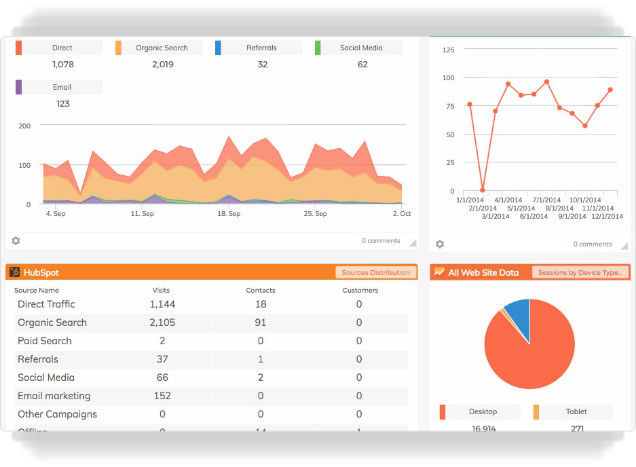 Direct Organic Search Referrals Social Media
1,078 2,019 32 62
Email
123
200
100
0
4. Sep 11. Sep 18. Sep 25. Sep 2. Oct
0 comments
125
100
75
50
25
0
1/1/2014 4/1/2014 7/1/2014 10/1/2014
2/1/2014 5/1/2014 8/1/2014 11/1/2014
3/1/2014 6/1/2014 9/1/2014 12/1/2014
0 comments
HubSpot Sources Distribution
Source Name Visits Contacts Customers
Direct Traffic 1,144 18 0
Organic Search 2,105 91 0
Paid Search 2 0 0
Referrals 37 1 0
Social Media 66 2 0
Email marketing 152 0 0
Other Campaigns 0 0 0
Offline 0 14 1
All Web Site Data Sessions by Device Type...
Desktop Tablet
16,914 271